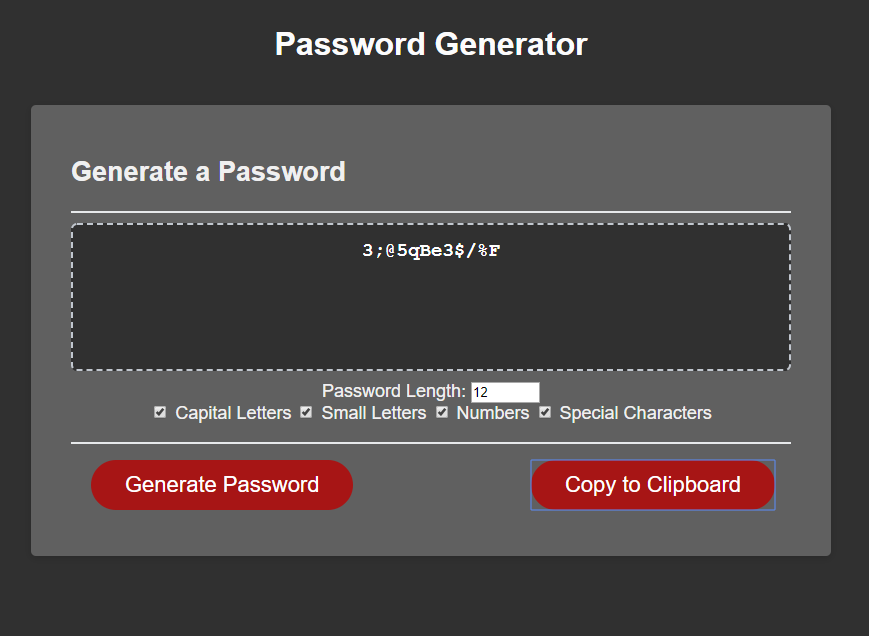 Password Generator
Generate a Password
3;@5qBe3$/%F
Password Length: 12
Capital Letters Small Letters Numbers Special Characters
Generate Password Copy to Clipboard